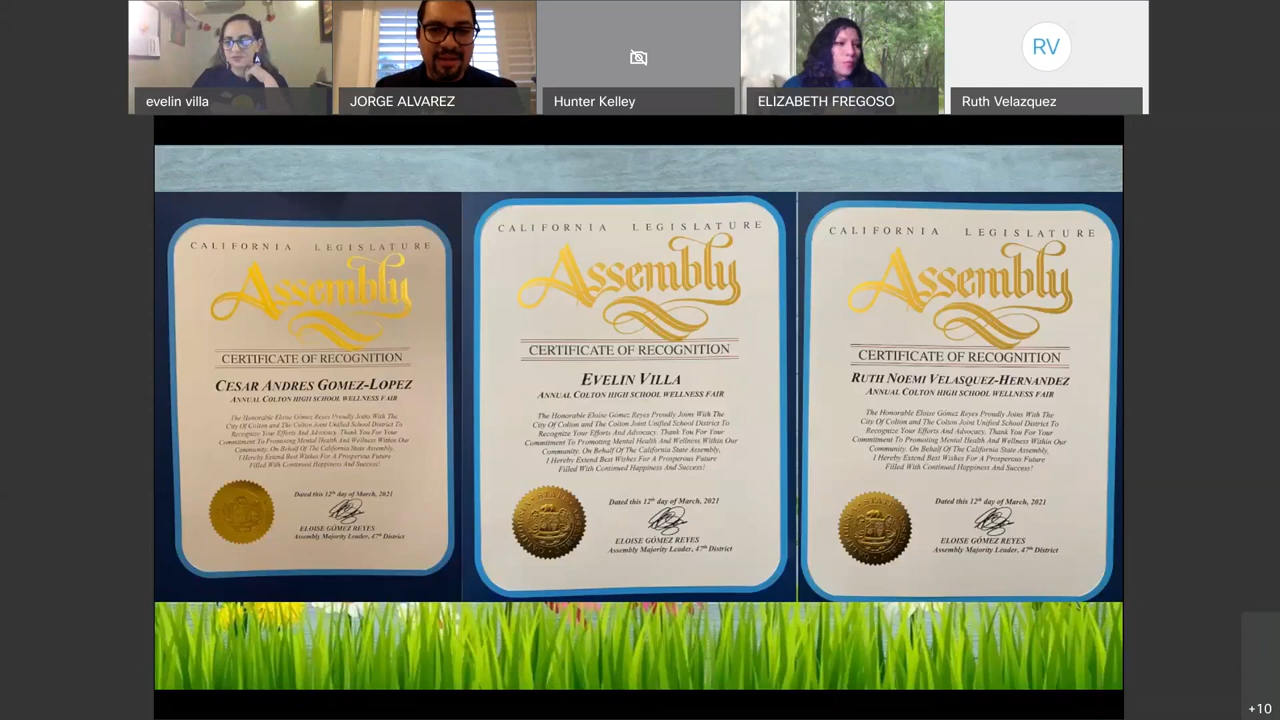 evelin villa
JORGE ALVAREZ
Hunter Kelley
ELIZABETH FREGOSO
RV
Ruth Velazquez
CALIFORNIA LEGISLATURE
Assembly
CERTIFICATE OF RECOGNITION
CESAR ANDRES GOMEZ-LOPEZ
ANNUAL COLTON HIGH SCHOOL WELLNESS FAIR
The Honorable Eloise Gómez Reyes Proudly Joins With The
City Of Colton and The Colton Joint Unified School District To
Recognize Your Efforts And Advocacy. Thank You For Your
Commitment To Promoting Mental Health And Wellness Within Our
Community. On Behalf Of The California State Assembly,
I Hereby Extend Best Wishes For A Prosperous Future
Filled With Continued Happiness And Success!
Dated this 12th day of March, 2021
ELOISE GÓMEZ REYES
Assembly Majority Leader, 47th District
CALIFORNIA LEGISLATURE
Assembly
CERTIFICATE OF RECOGNITION
EVELIN VILLA
ANNUAL COLTON HIGH SCHOOL WELLNESS FAIR
The Honorable Eloise Gómez Reyes Proudly Joins With The
City Of Colton and The Colton Joint Unified School District To
Recognize Your Efforts And Advocacy. Thank You For Your
Commitment To Promoting Mental Health And Wellness Within Our
Community. On Behalf Of The California State Assembly,
I Hereby Extend Best Wishes For A Prosperous Future
Filled With Continued Happiness And Success!
Dated this 12th day of March, 2021
ELOISE GÓMEZ REYES
Assembly Majority Leader, 47th District
CALIFORNIA LEGISLATURE
Assembly
CERTIFICATE OF RECOGNITION
RUTH NOEMI VELASQUEZ-HERNANDEZ
ANNUAL COLTON HIGH SCHOOL WELLNESS FAIR
The Honorable Eloise Gómez Reyes Proudly Joins With The
City Of Colton and The Colton Joint Unified School District To
Recognize Your Efforts And Advocacy. Thank You For Your
Commitment To Promoting Mental Health And Wellness Within Our
Community. On Behalf Of The California State Assembly,
I Hereby Extend Best Wishes For A Prosperous Future
Filled With Continued Happiness And Success!
Dated this 12th day of March, 2021
ELOISE GÓMEZ REYES
Assembly Majority Leader, 47th District
+10